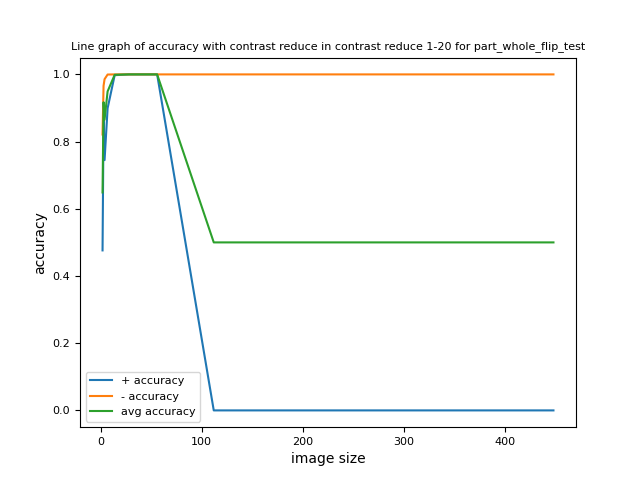 Line graph of accuracy with contrast reduce in contrast reduce 1-20 for part_whole_flip_test
1.0
0.8
0.6
0.4
0.2
0.0
accuracy
+ accuracy
- accuracy
avg accuracy
0 100 200 300 400
image size